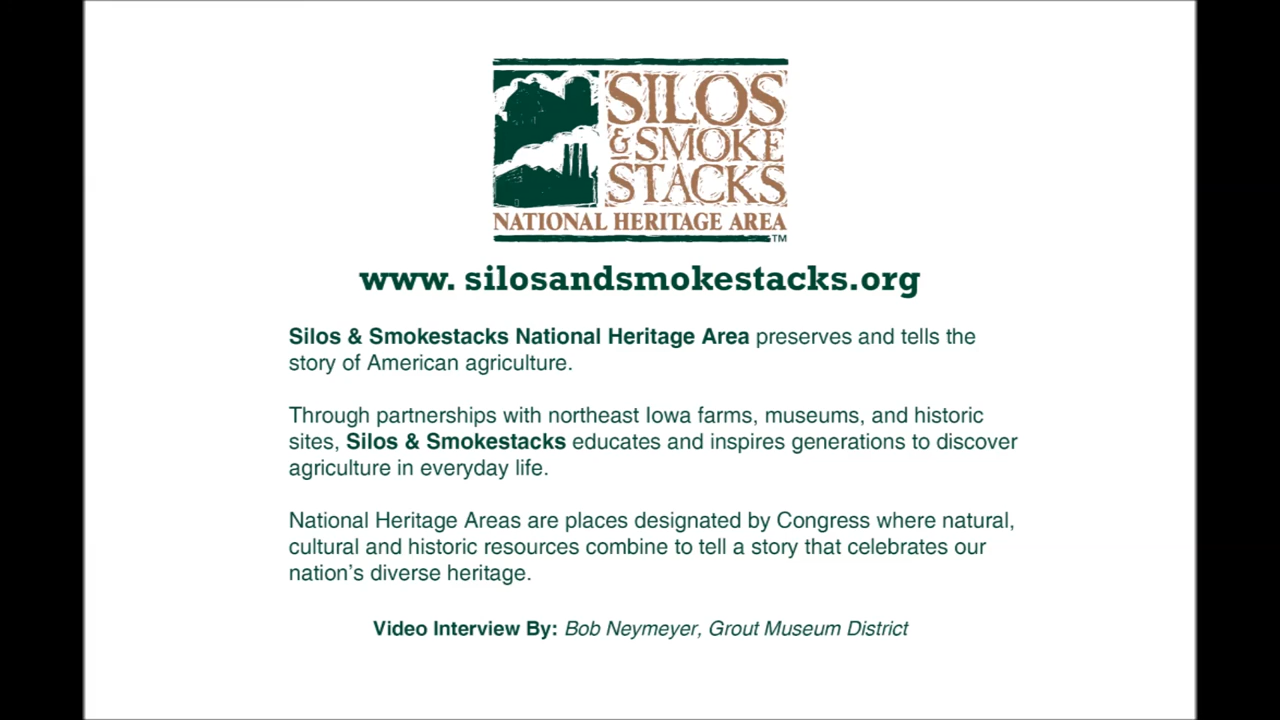 SILOS
& SMOKE
STACKS
NATIONAL HERITAGE AREA
TM
www. silosandsmokestacks.org
Silos & Smokestacks National Heritage Area preserves and tells the
story of American agriculture.
Through partnerships with northeast Iowa farms, museums, and historic
sites, Silos & Smokestacks educates and inspires generations to discover
agriculture in everyday life.
National Heritage Areas are places designated by Congress where natural,
cultural and historic resources combine to tell a story that celebrates our
nation’s diverse heritage.
Video Interview By: Bob Neymeyer, Grout Museum District